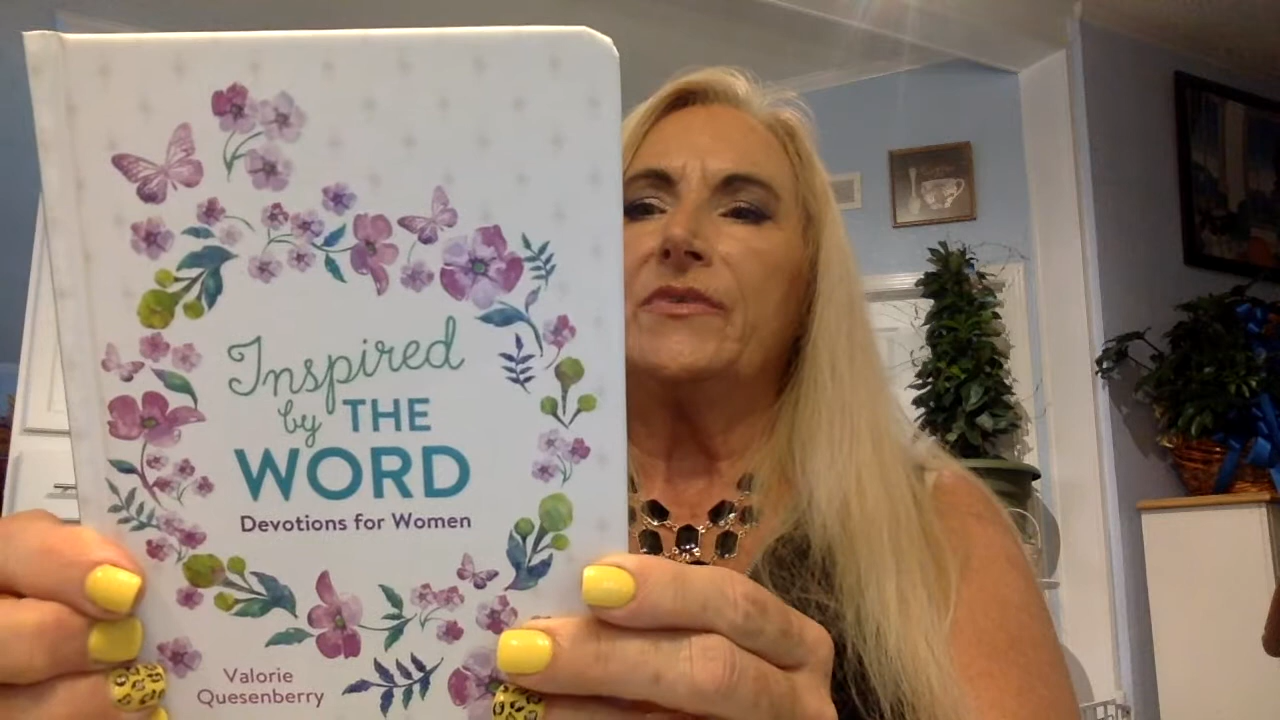 Inspired
by THE
WORD
Devotions for Women
Valorie
Quesenberry